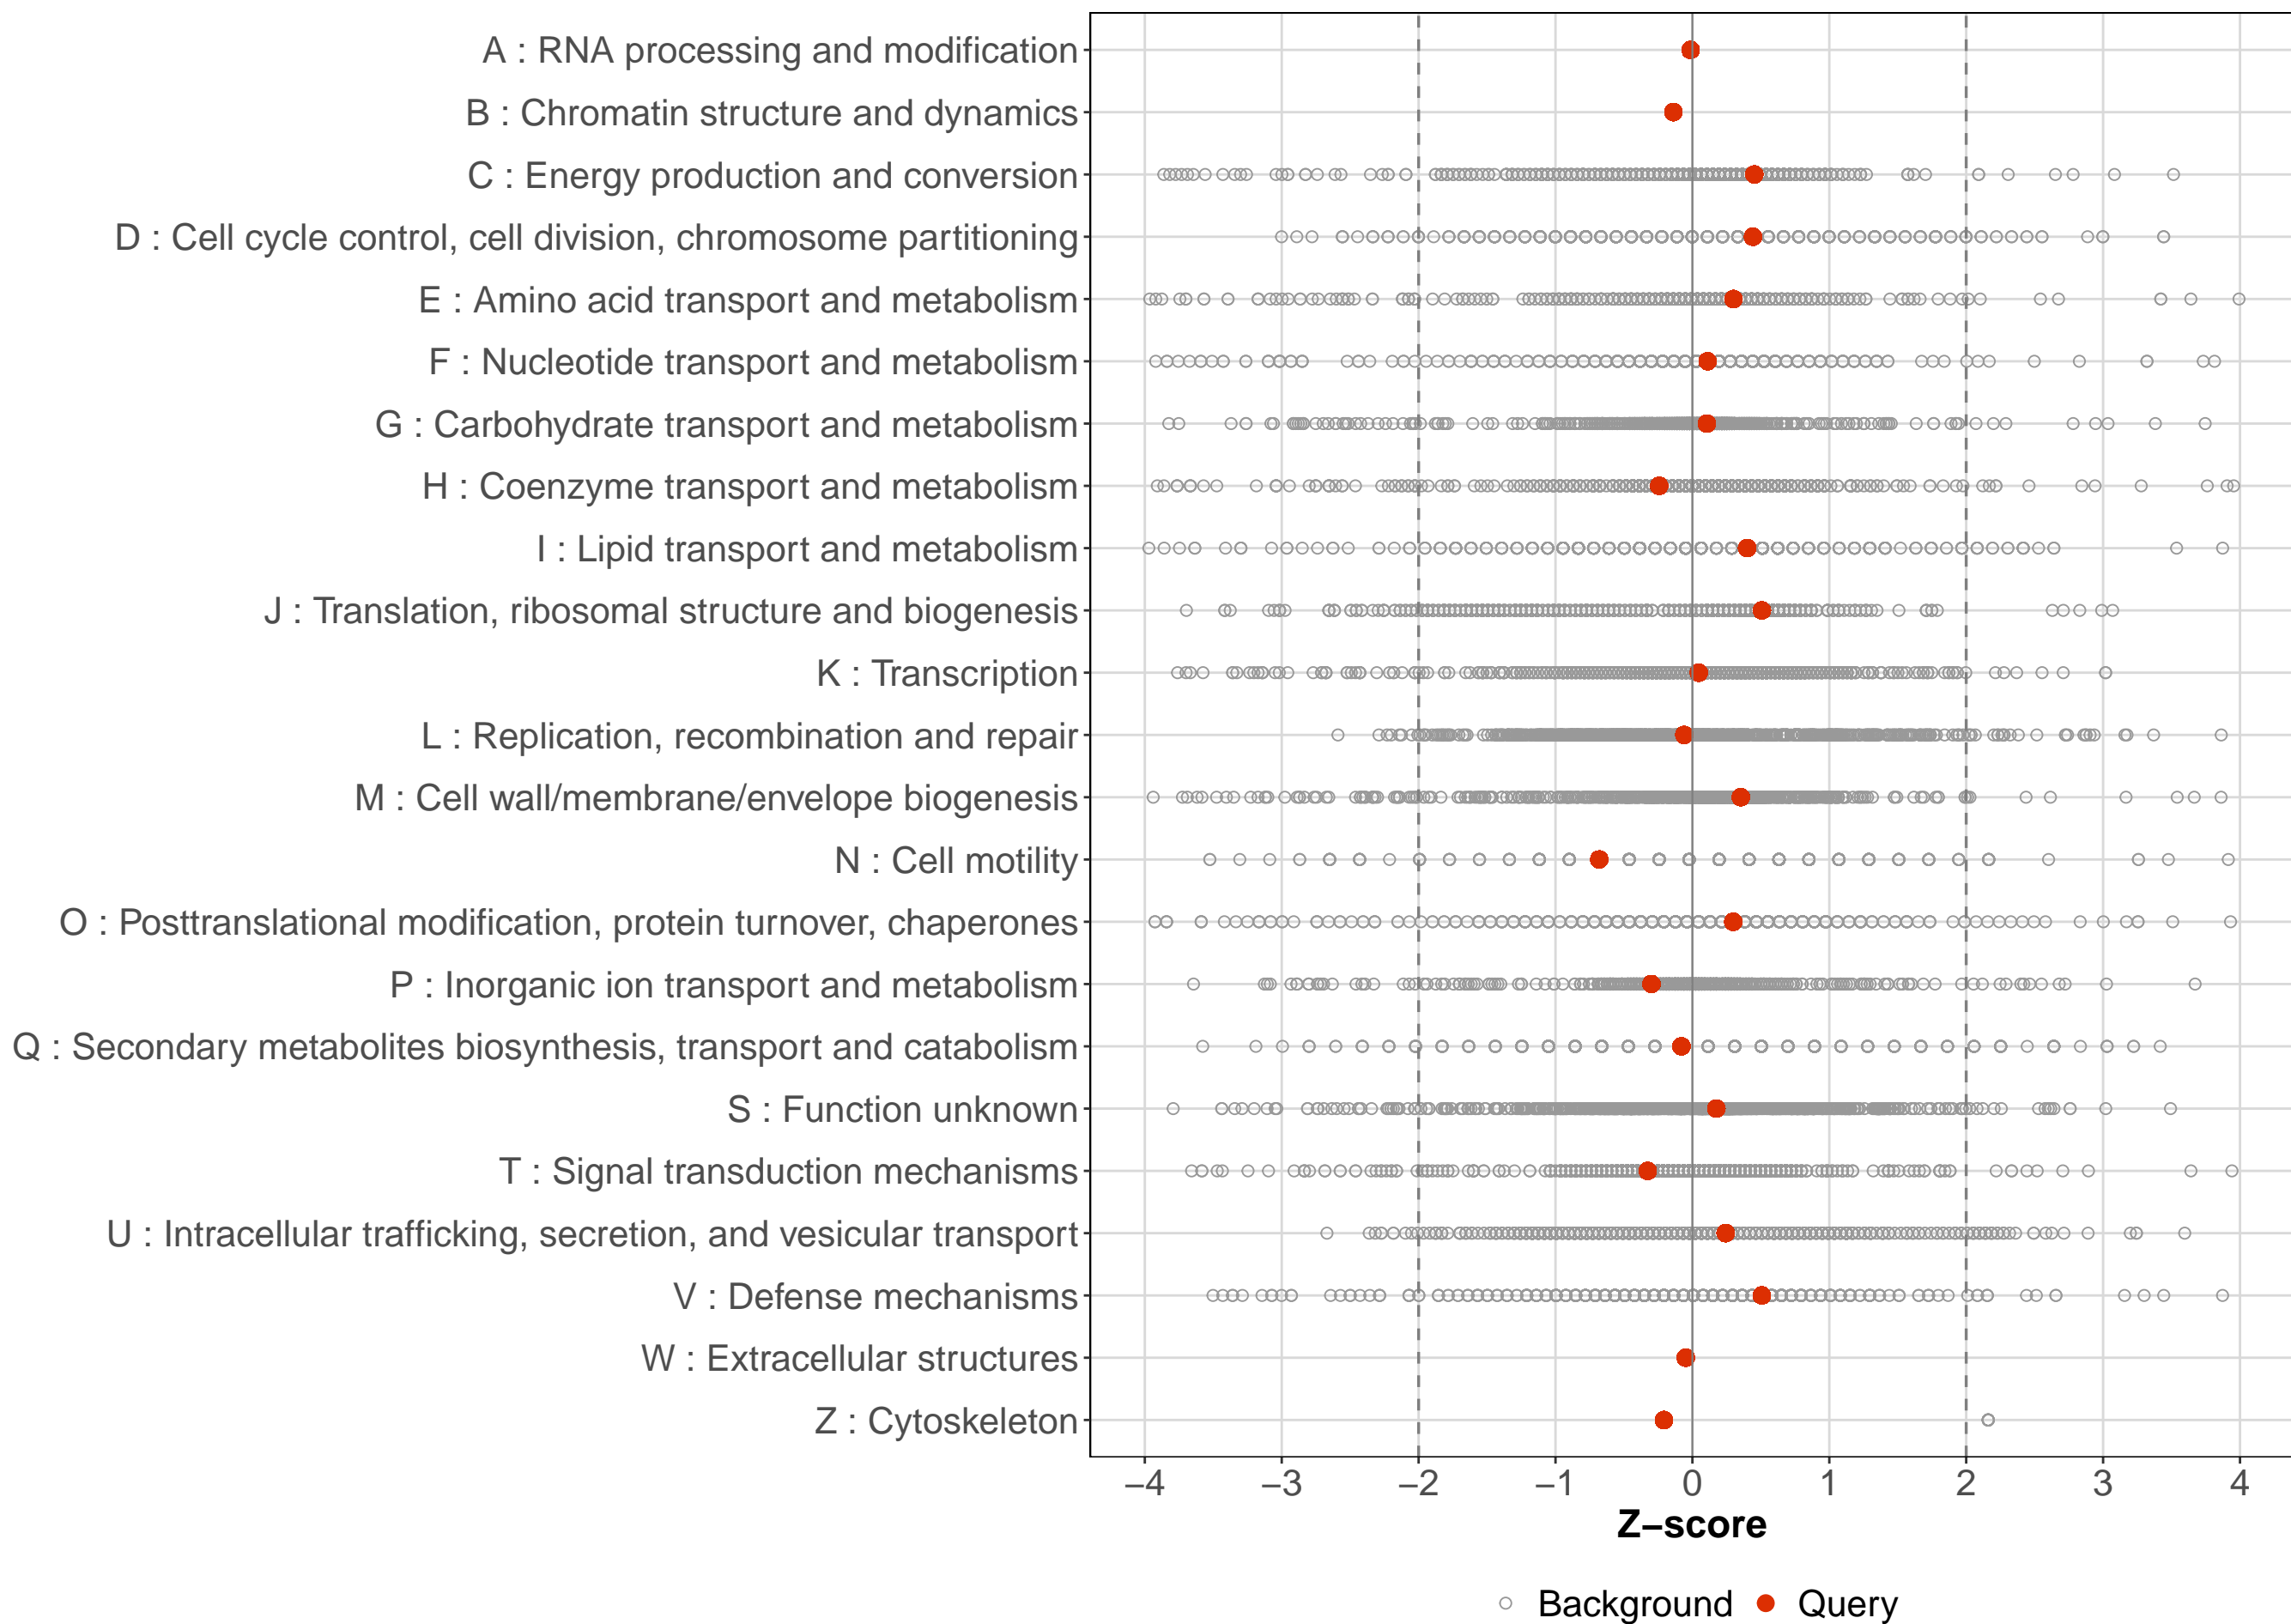 A : RNA processing and modification
B : Chromatin structure and dynamics
C : Energy production and conversion
D : Cell cycle control, cell division, chromosome partitioning
E : Amino acid transport and metabolism
F : Nucleotide transport and metabolism
G : Carbohydrate transport and metabolism
H : Coenzyme transport and metabolism
I : Lipid transport and metabolism
J : Translation, ribosomal structure and biogenesis
K : Transcription
L : Replication, recombination and repair
M : Cell wall/membrane/envelope biogenesis
N : Cell motility
O : Posttranslational modification, protein turnover, chaperones
P : Inorganic ion transport and metabolism
Q : Secondary metabolites biosynthesis, transport and catabolism
S : Function unknown
T : Signal transduction mechanisms
U : Intracellular trafficking, secretion, and vesicular transport
V : Defense mechanisms
W : Extracellular structures
Z : Cytoskeleton
−4 −3 −2 −1 0 1 2 3 4
Z−score
Background Query